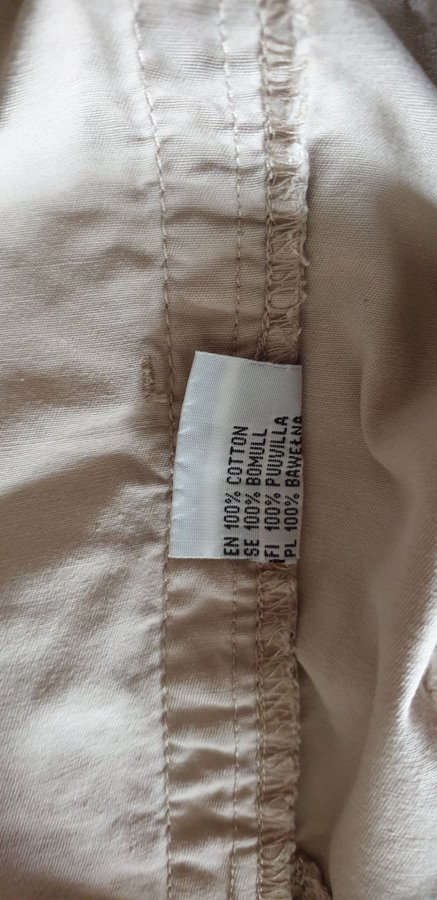 EN 100% COTTON
SE 100% BOMULL
FI 100% PUUVILLA
PL 100% BAWEŁNA